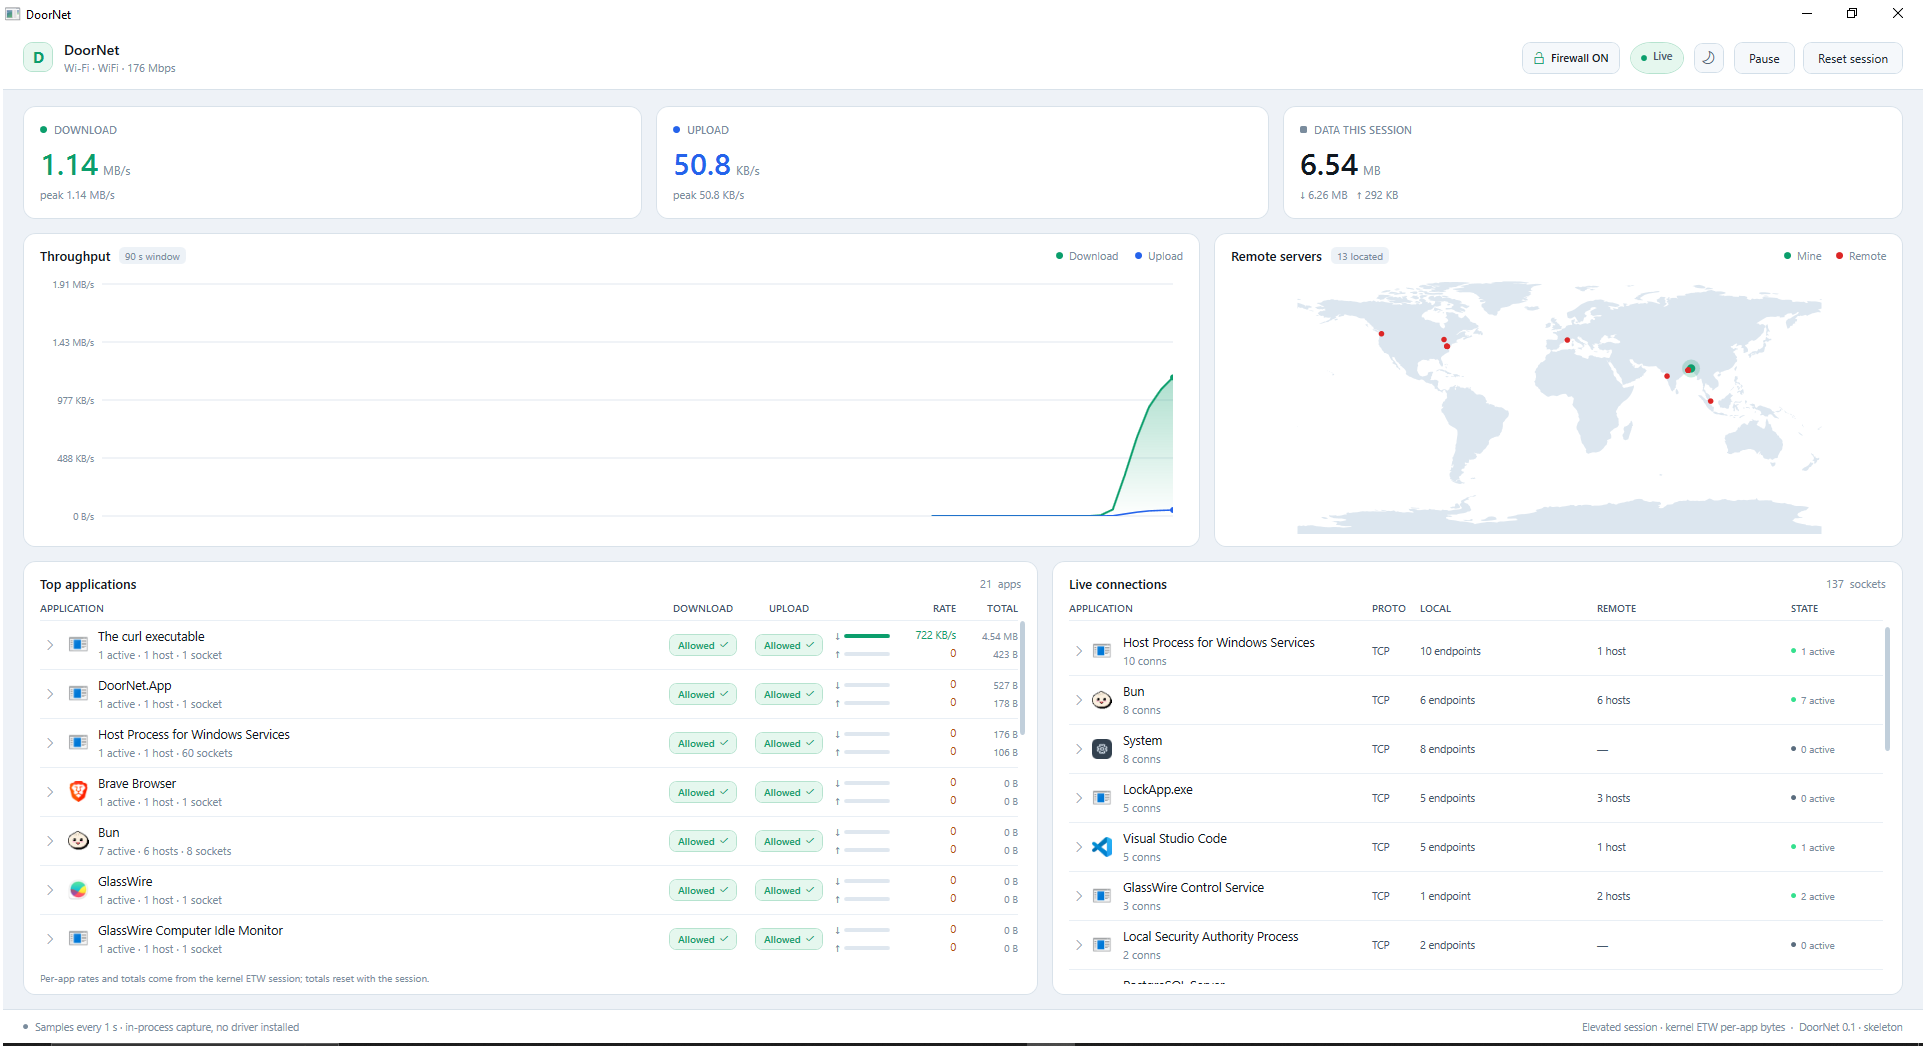 DoorNet
D
DoorNet
Wi-Fi · WiFi · 176 Mbps
Firewall ON
Live
Pause
Reset session
DOWNLOAD
1.14 MB/s
peak 1.14 MB/s
UPLOAD
50.8 KB/s
peak 50.8 KB/s
DATA THIS SESSION
6.54 MB
↓ 6.26 MB ↑ 292 KB
Throughput 90 s window
Download Upload
1.91 MB/s
1.43 MB/s
977 KB/s
488 KB/s
0 B/s
Remote servers 13 located
Mine Remote
Top applications 21 apps
APPLICATION DOWNLOAD UPLOAD RATE TOTAL
The curl executable
1 active · 1 host · 1 socket
Allowed ✓ Allowed ✓
↓ 722 KB/s 4.54 MB
↑ 0 423 B
DoorNet.App
1 active · 1 host · 1 socket
Allowed ✓ Allowed ✓
↓ 0 527 B
↑ 0 178 B
Host Process for Windows Services
1 active · 1 host · 60 sockets
Allowed ✓ Allowed ✓
↓ 0 176 B
↑ 0 106 B
Brave Browser
1 active · 1 host · 1 socket
Allowed ✓ Allowed ✓
↓ 0 0 B
↑ 0 0 B
Bun
7 active · 6 hosts · 8 sockets
Allowed ✓ Allowed ✓
↓ 0 0 B
↑ 0 0 B
GlassWire
1 active · 1 host · 1 socket
Allowed ✓ Allowed ✓
↓ 0 0 B
↑ 0 0 B
GlassWire Computer Idle Monitor
1 active · 1 host · 1 socket
Allowed ✓ Allowed ✓
↓ 0 0 B
↑ 0 0 B
Per-app rates and totals come from the kernel ETW session; totals reset with the session.
Live connections 137 sockets
APPLICATION PROTO LOCAL REMOTE STATE
Host Process for Windows Services
10 conns
TCP 10 endpoints 1 host 1 active
Bun
8 conns
TCP 6 endpoints 6 hosts 7 active
System
8 conns
TCP 8 endpoints — 0 active
LockApp.exe
5 conns
TCP 5 endpoints 3 hosts 0 active
Visual Studio Code
5 conns
TCP 5 endpoints 1 host 1 active
GlassWire Control Service
3 conns
TCP 1 endpoint 2 hosts 2 active
Local Security Authority Process
2 conns
TCP 2 endpoints — 0 active
PostgreSQL Server
Samples every 1 s · in-process capture, no driver installed
Elevated session · kernel ETW per-app bytes · DoorNet 0.1 · skeleton